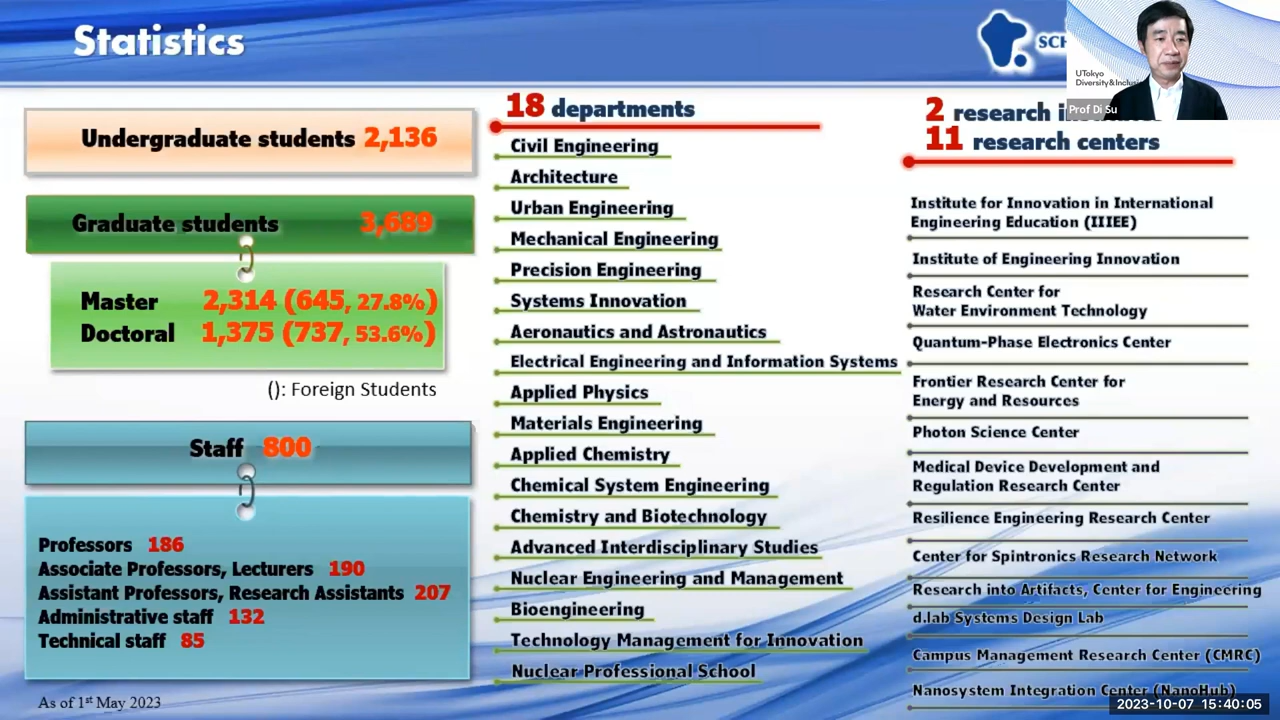 Statistics
SCH
UTokyo
Prof Di Su
Undergraduate students 2,136
Graduate students 3,689
Master 2,314 (645, 27.8%)
Doctoral 1,375 (737, 53.6%)
(): Foreign Students
Staff 800
Professors 186
Associate Professors, Lecturers 190
Assistant Professors, Research Assistants 207
Administrative staff 132
Technical staff 85
As of 1st May 2023
18 departments
Civil Engineering
Architecture
Urban Engineering
Mechanical Engineering
Precision Engineering
Systems Innovation
Aeronautics and Astronautics
Electrical Engineering and Information Systems
Applied Physics
Materials Engineering
Applied Chemistry
Chemical System Engineering
Chemistry and Biotechnology
Advanced Interdisciplinary Studies
Nuclear Engineering and Management
Bioengineering
Technology Management for Innovation
Nuclear Professional School
2 research
11 research centers
Institute for Innovation in International
Engineering Education (IIIEE)
Institute of Engineering Innovation
Research Center for
Water Environment Technology
Quantum-Phase Electronics Center
Frontier Research Center for
Energy and Resources
Photon Science Center
Medical Device Development and
Regulation Research Center
Resilience Engineering Research Center
Center for Spintronics Research Network
Research into Artifacts, Center for Engineering
d.lab Systems Design Lab
Campus Management Research Center (CMRC)
Nanosystem Integration Center (NanoHub)
2023-10-07 15:40:05